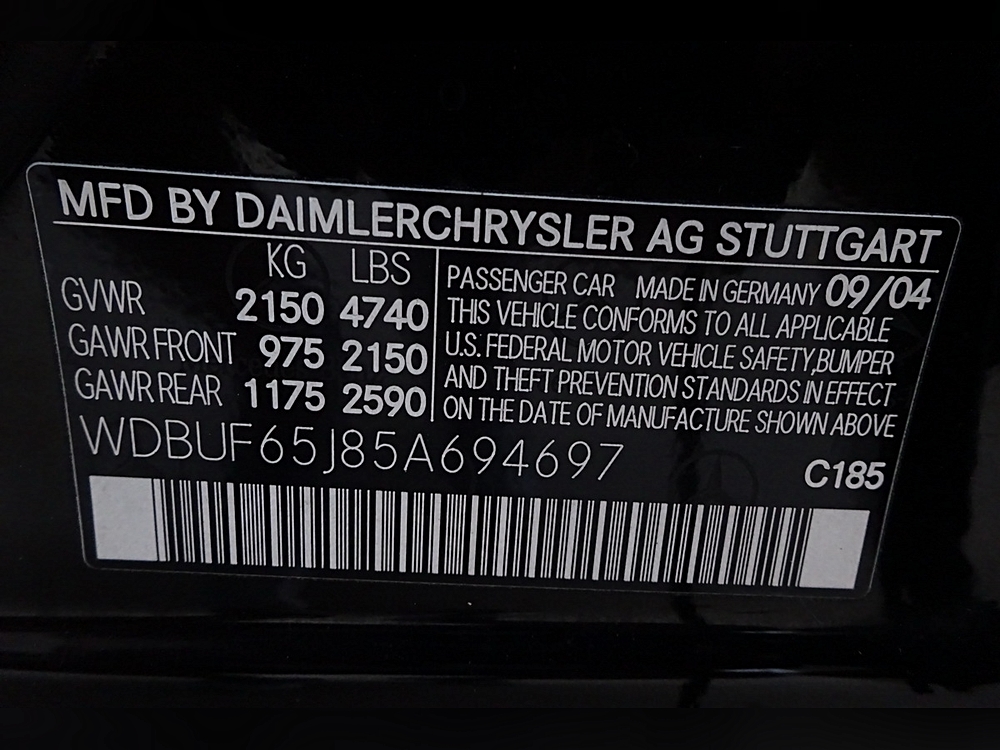 MFD BY DAIMLERCHRYSLER AG STUTTGART
KG LBS
GVWR 2150 4740
GAWR FRONT 975 2150
GAWR REAR 1175 2590
PASSENGER CAR MADE IN GERMANY 09/04
THIS VEHICLE CONFORMS TO ALL APPLICABLE
U.S. FEDERAL MOTOR VEHICLE SAFETY,BUMPER
AND THEFT PREVENTION STANDARDS IN EFFECT
ON THE DATE OF MANUFACTURE SHOWN ABOVE
WDBUF65J85A694697
C185